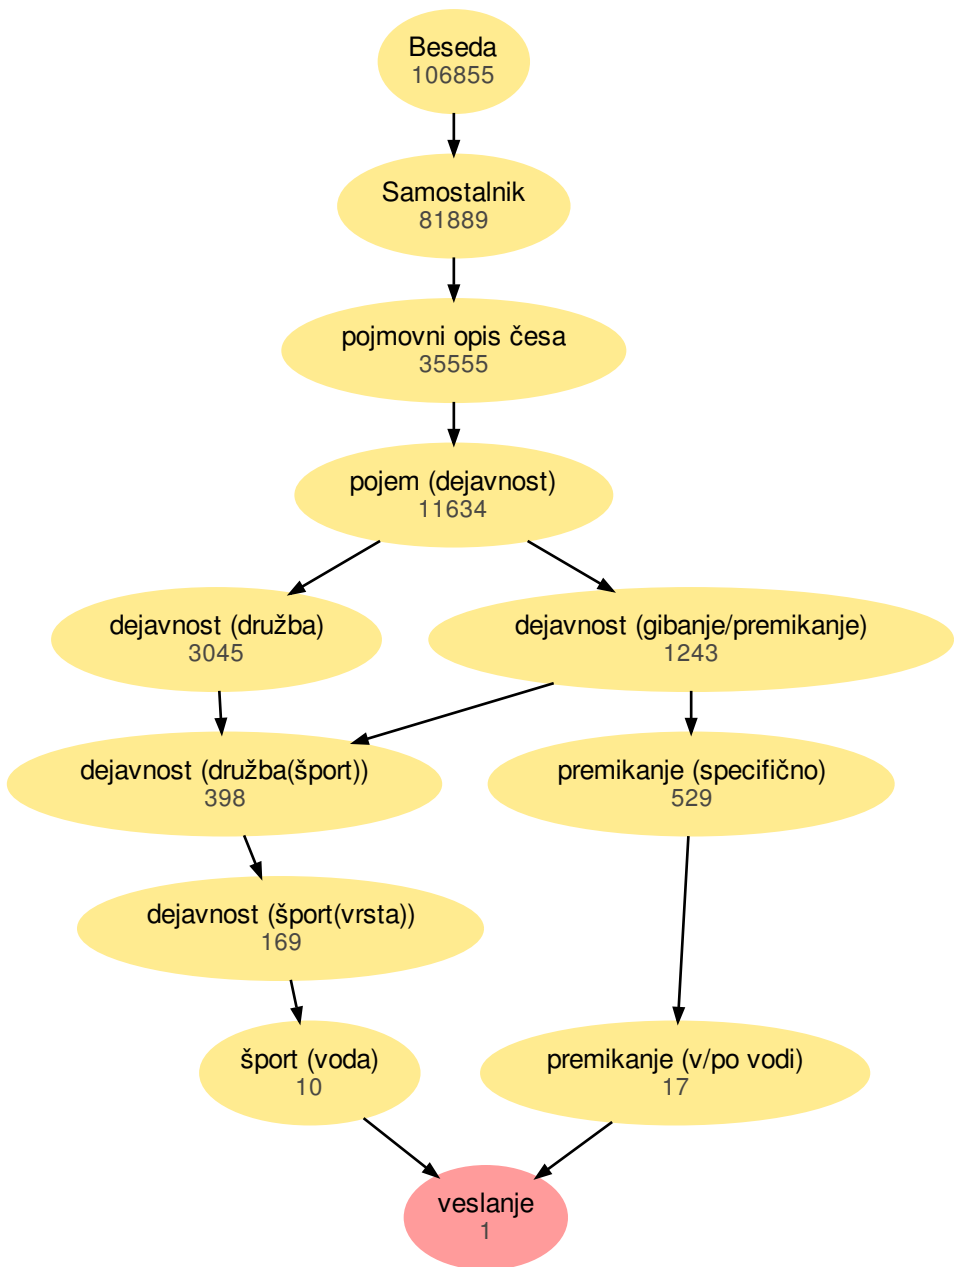 Beseda
106855
Samostalnik
81889
pojmovni opis česa
35555
pojem (dejavnost)
11634
dejavnost (družba)
3045
dejavnost (gibanje/premikanje)
1243
dejavnost (družba(šport))
398
premikanje (specifično)
529
dejavnost (šport(vrsta))
169
šport (voda)
10
premikanje (v/po vodi)
17
veslanje
1